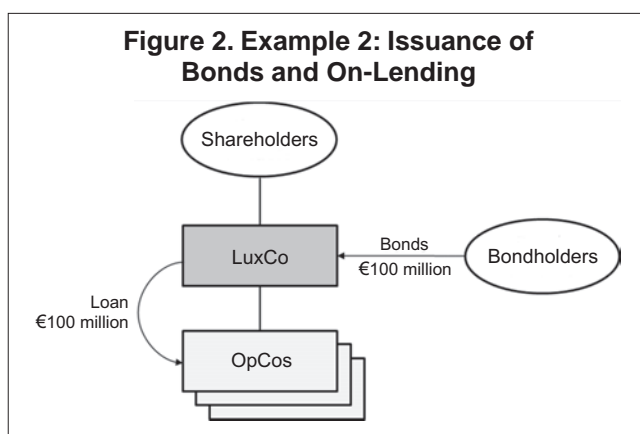 Figure 2. Example 2: Issuance of
Bonds and On-Lending
Shareholders
LuxCo
Bonds
€100 million
Bondholders
Loan
€100 million
OpCos